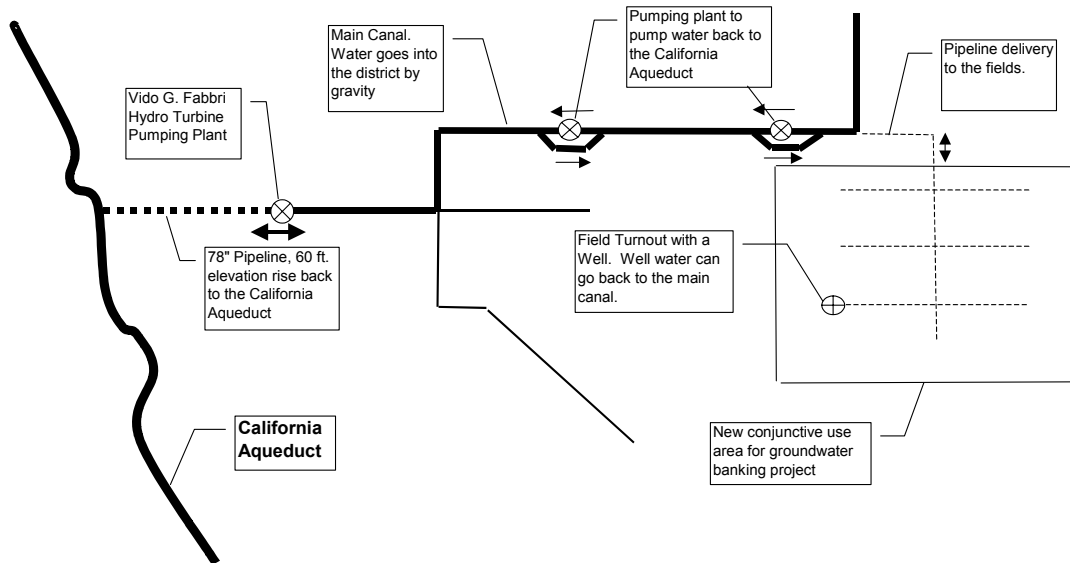 Main Canal.
Water goes into
the district by
gravity
Pumping plant to
pump water back to
the California
Aqueduct
Pipeline delivery
to the fields.
Vido G. Fabbri
Hydro Turbine
Pumping Plant
78" Pipeline, 60 ft.
elevation rise back
to the California
Aqueduct
Field Turnout with a
Well.  Well water can
go back to the main
canal.
California
Aqueduct
New conjunctive use
area for groundwater
banking project